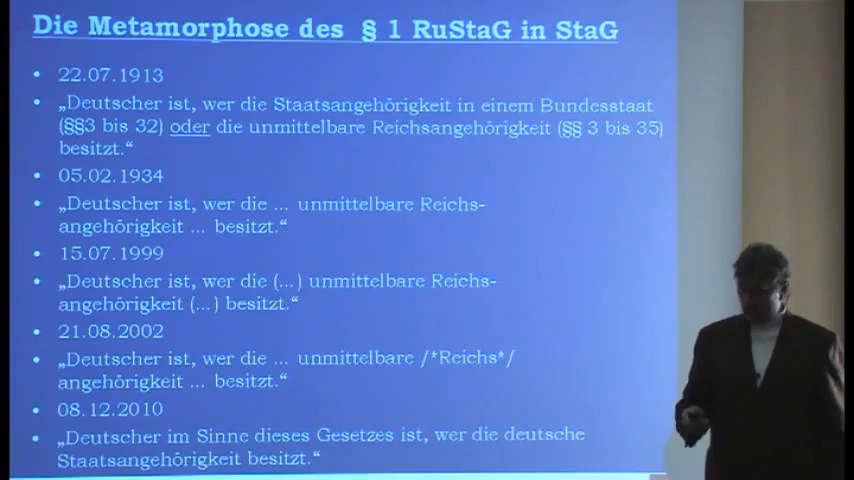 Die Metamorphose des § 1 RuStaG in StaG
• 22.07.1913
• „Deutscher ist, wer die Staatsangehörigkeit in einem Bundesstaat
(§§3 bis 32) oder die unmittelbare Reichsangehörigkeit (§§ 3 bis 35)
besitzt.“
• 05.02.1934
• „Deutscher ist, wer die ... unmittelbare Reichs-
angehörigkeit ... besitzt.“
• 15.07.1999
• „Deutscher ist, wer die (...) unmittelbare Reichs-
angehörigkeit (...) besitzt.“
• 21.08.2002
• „Deutscher ist, wer die ... unmittelbare /*Reichs*/
angehörigkeit ... besitzt.“
• 08.12.2010
• „Deutscher im Sinne dieses Gesetzes ist, wer die deutsche
Staatsangehörigkeit besitzt.“